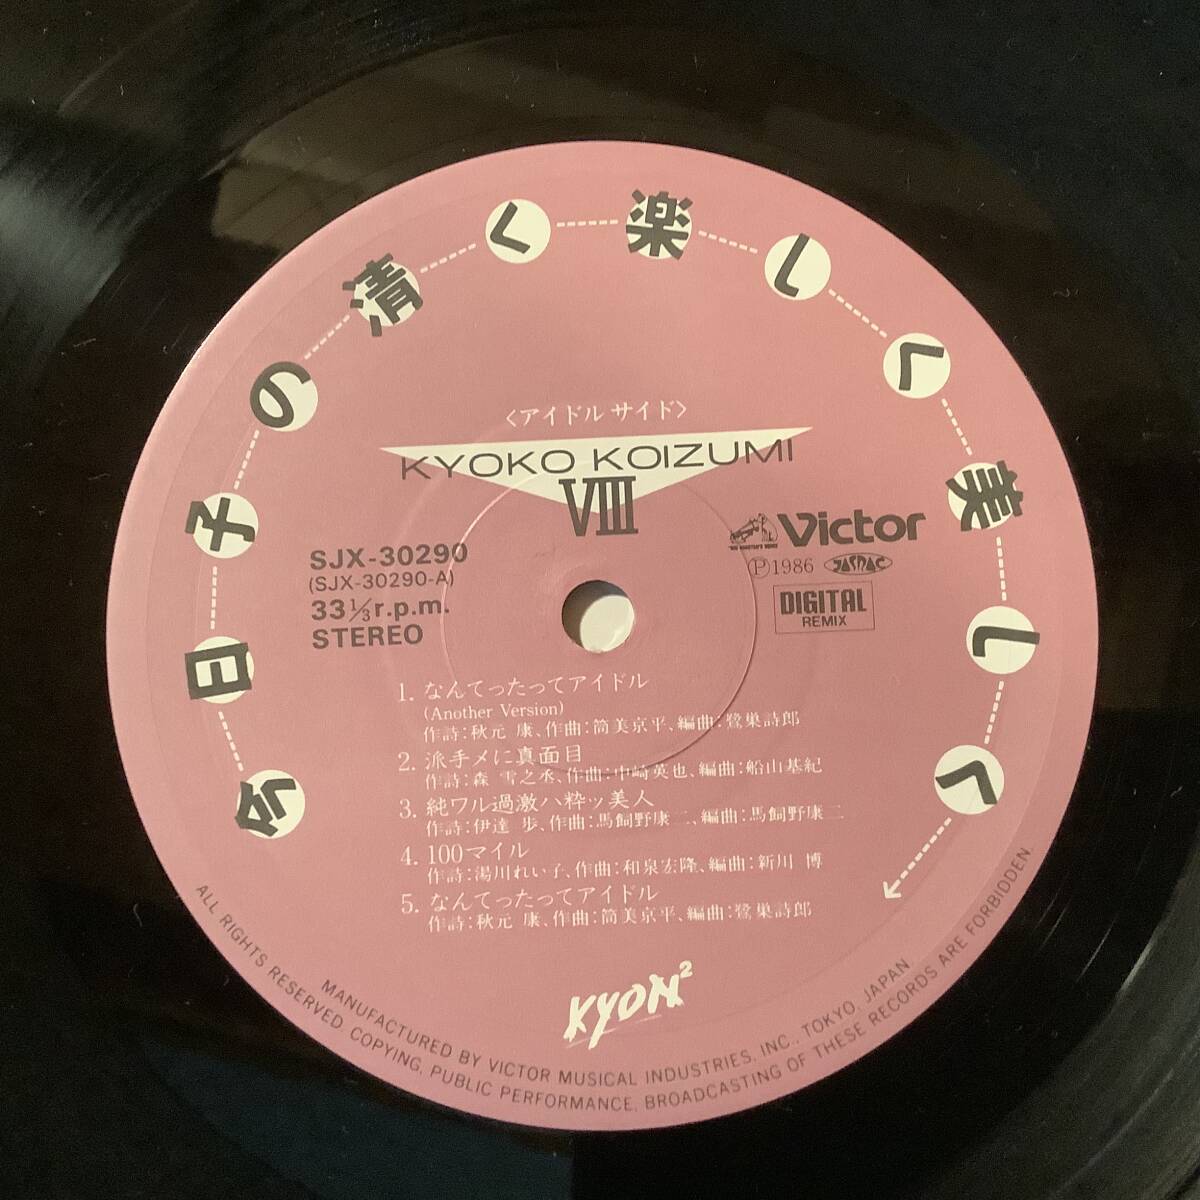 今日子の清く楽しく美しく
〈アイドル サイド〉
KYOKO KOIZUMI
VIII
SJX-30290
(SJX-30290-A)
33 1/3 r.p.m.
STEREO
"HIS MASTER'S VOICE"
Victor
Ⓟ1986 JASRAC
DIGITAL
REMIX
1. なんてったってアイドル
(Another Version)
作詩:秋元 康、作曲:筒美京平、編曲:鷺巣詩郎
2. 派手メに真面目
作詩:森 雪之丞、作曲:中崎英也、編曲:船山基紀
3. 純ワル過激ハ粋ッ美人
作詩:伊達 歩、作曲:馬飼野康二、編曲:馬飼野康二
4. 100マイル
作詩:湯川れい子、作曲:和泉宏隆、編曲:新川 博
5. なんてったってアイドル
作詩:秋元 康、作曲:筒美京平、編曲:鷺巣詩郎
KYON²
MANUFACTURED BY VICTOR MUSICAL INDUSTRIES, INC., TOKYO, JAPAN
ALL RIGHTS RESERVED. COPYING, PUBLIC PERFORMANCE, BROADCASTING OF THESE RECORDS ARE FORBIDDEN.